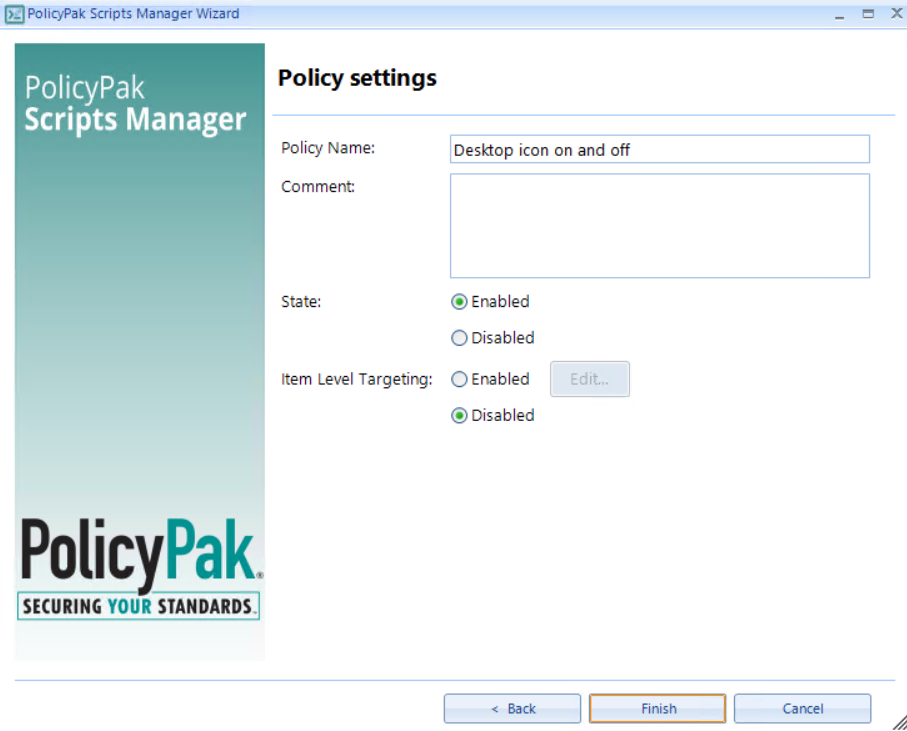 PolicyPak Scripts Manager Wizard
PolicyPak
Scripts Manager
Policy settings
Policy Name:
Desktop icon on and off
Comment:
State:
Enabled
Disabled
Item Level Targeting:
Enabled
Edit...
Disabled
PolicyPak.®
SECURING YOUR STANDARDS.
< Back
Finish
Cancel